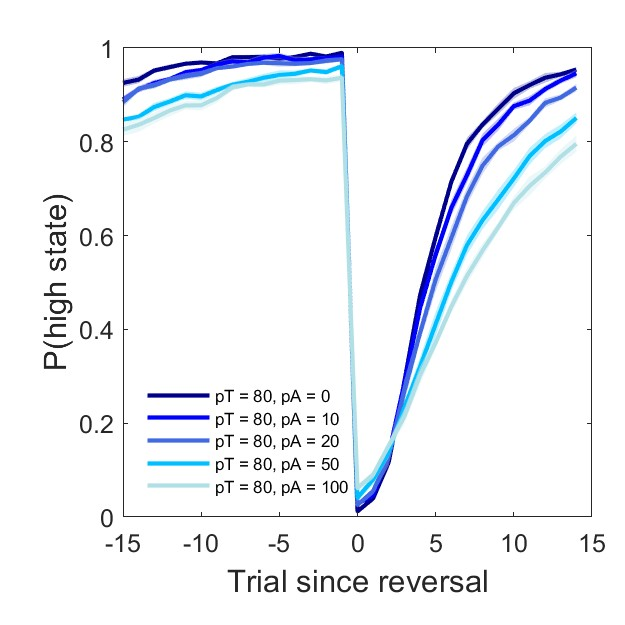 1
0.8
0.6
0.4
0.2
0
P(high state)
pT = 80, pA = 0
pT = 80, pA = 10
pT = 80, pA = 20
pT = 80, pA = 50
pT = 80, pA = 100
-15 -10 -5 0 5 10 15
Trial since reversal